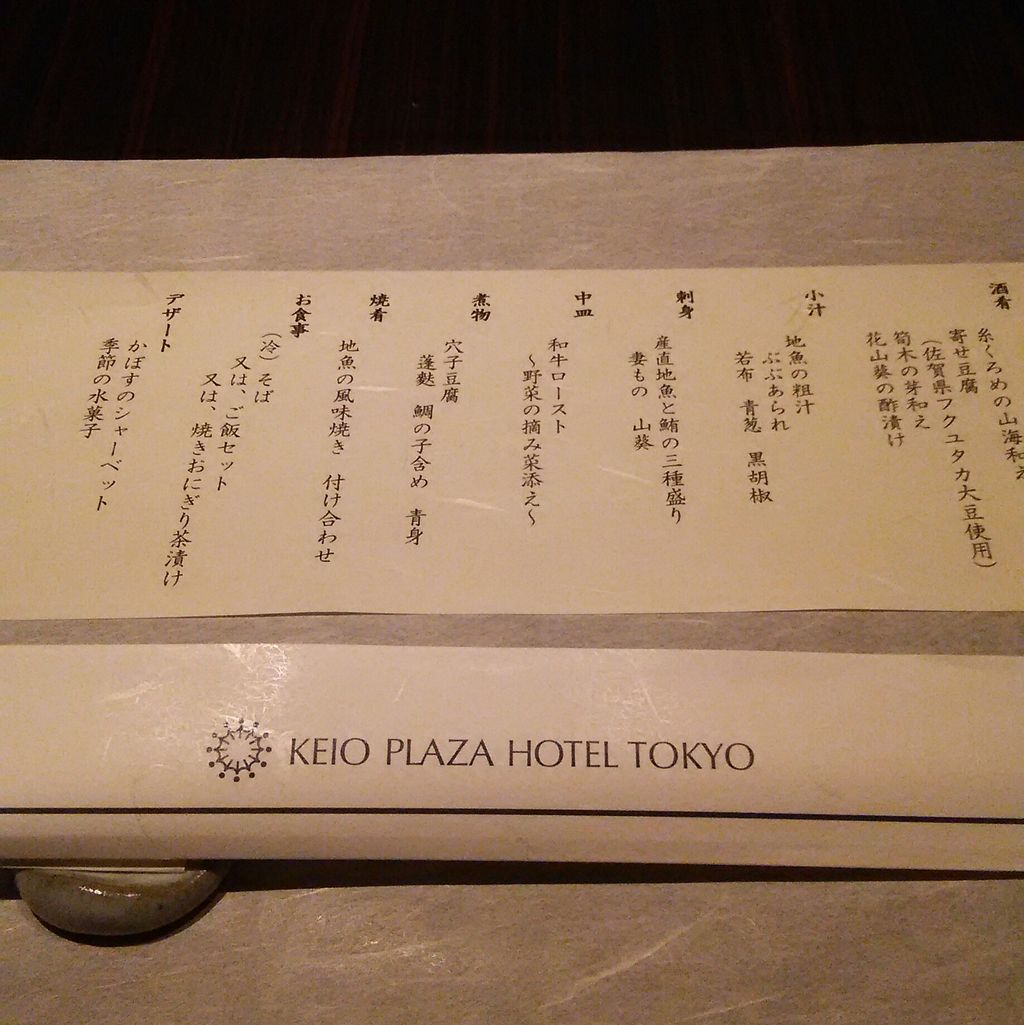 酒肴
糸くろめの山海和え
寄せ豆腐
(佐賀県フクユタカ大豆使用)
筍木の芽和え
花山葵の酢漬け
小汁
地魚の粗汁
ぶぶあられ
若布 青葱 黒胡椒
刺身
産直地魚と鮪の三種盛り
妻もの 山葵
中皿
和牛ロースト
～野菜の摘み菜添え～
煮物
穴子豆腐
蓬麩 鯛の子含め 青身
焼肴
地魚の風味焼き 付け合わせ
お食事
(冷)そば
又は、ご飯セット
又は、焼きおにぎり茶漬け
デザート
かぼすのシャーベット
季節の水菓子
KEIO PLAZA HOTEL TOKYO